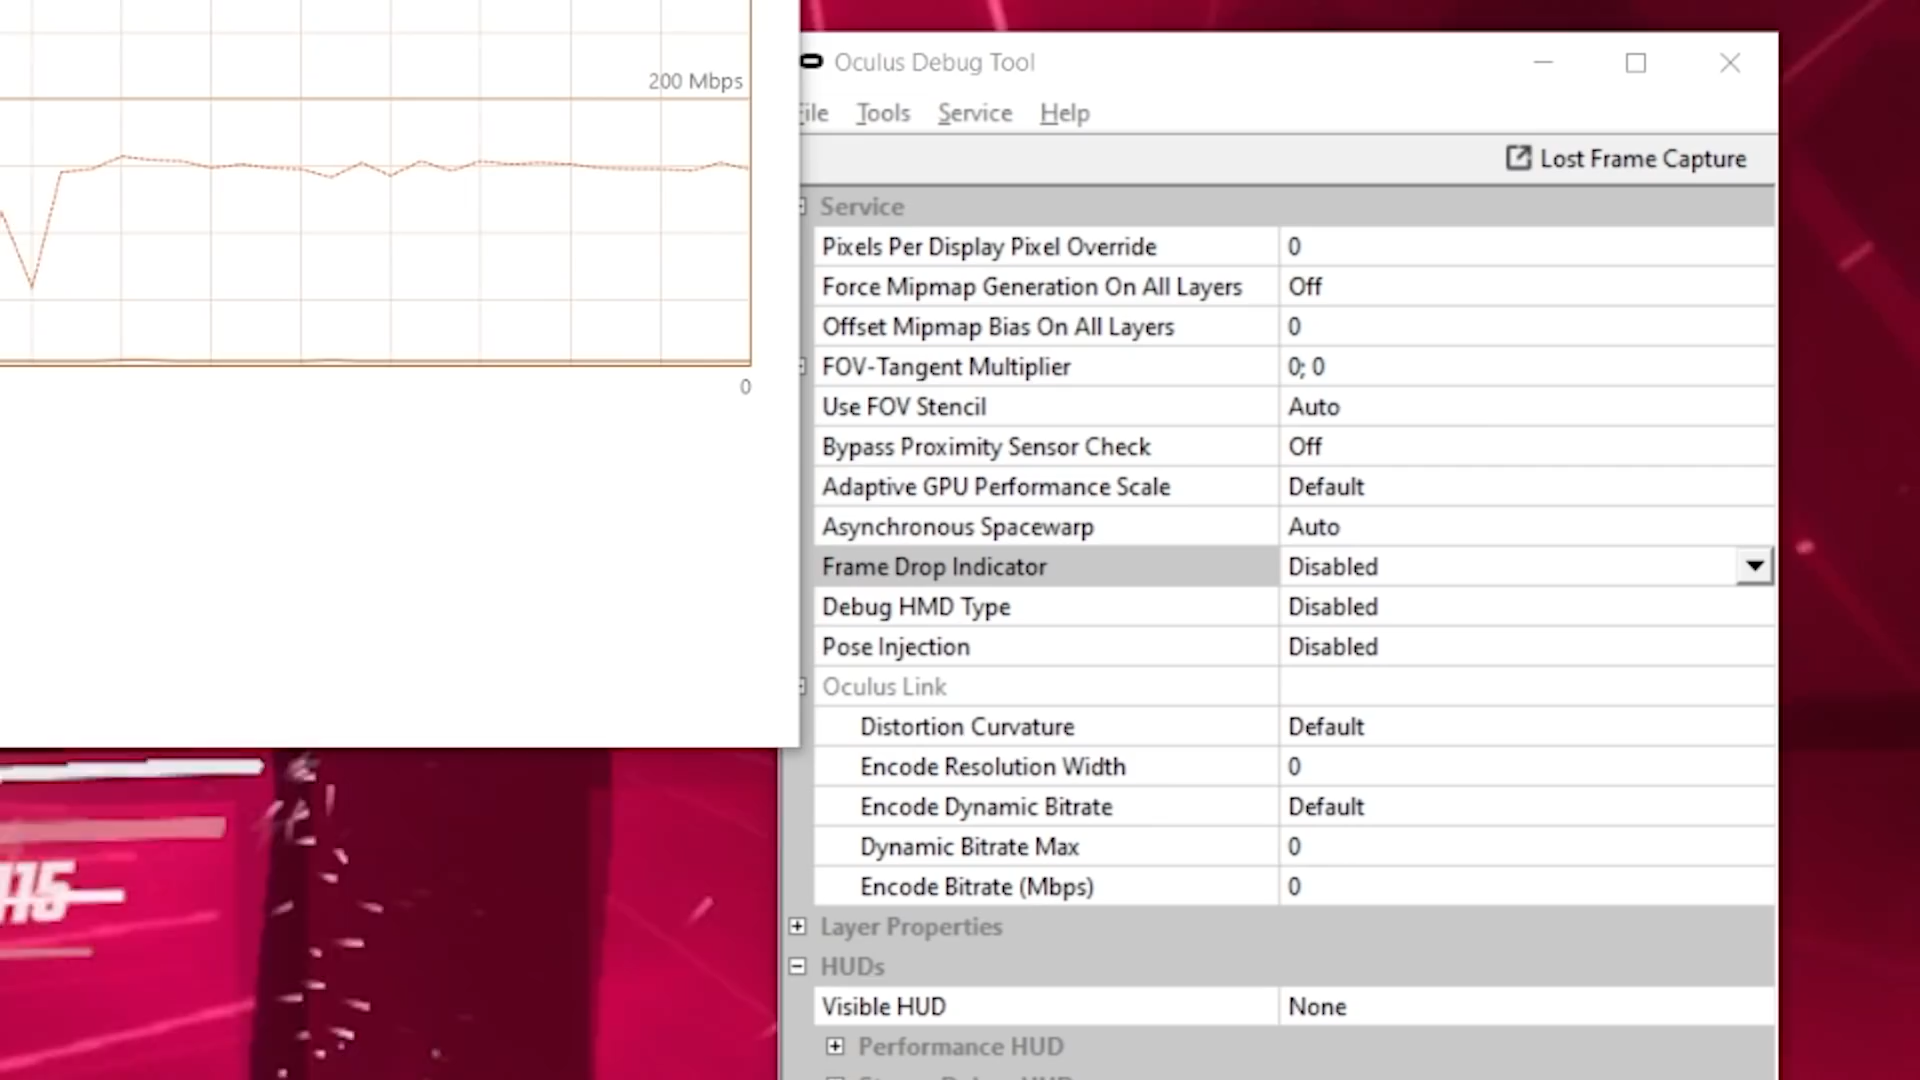 200 Mbps
0
Oculus Debug Tool
File Tools Service Help
Lost Frame Capture
Service
Pixels Per Display Pixel Override 0
Force Mipmap Generation On All Layers Off
Offset Mipmap Bias On All Layers 0
FOV-Tangent Multiplier 0; 0
Use FOV Stencil Auto
Bypass Proximity Sensor Check Off
Adaptive GPU Performance Scale Default
Asynchronous Spacewarp Auto
Frame Drop Indicator Disabled
Debug HMD Type Disabled
Pose Injection Disabled
Oculus Link
Distortion Curvature Default
Encode Resolution Width 0
Encode Dynamic Bitrate Default
Dynamic Bitrate Max 0
Encode Bitrate (Mbps) 0
Layer Properties
HUDs
Visible HUD None
Performance HUD